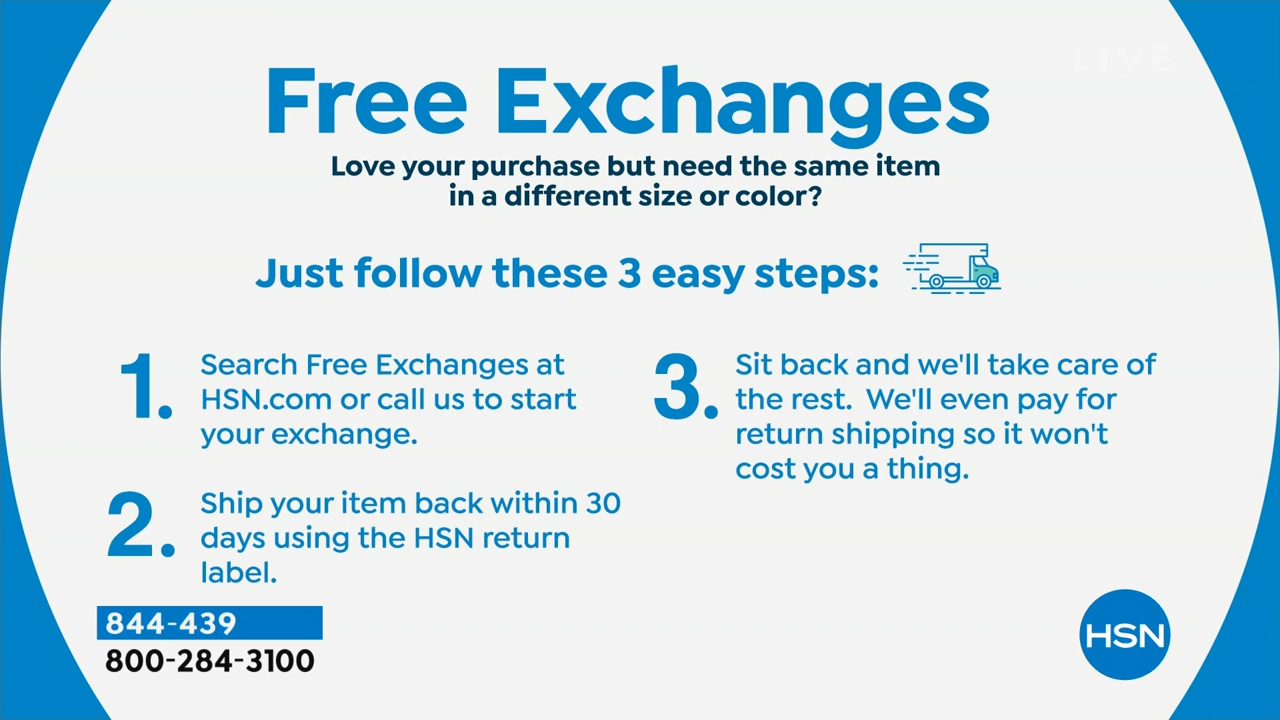 LIVE
Free Exchanges
Love your purchase but need the same item
in a different size or color?
Just follow these 3 easy steps:
1. Search Free Exchanges at
HSN.com or call us to start
your exchange.
2. Ship your item back within 30
days using the HSN return
label.
3. Sit back and we'll take care of
the rest.  We'll even pay for
return shipping so it won't
cost you a thing.
844-439
800-284-3100
HSN